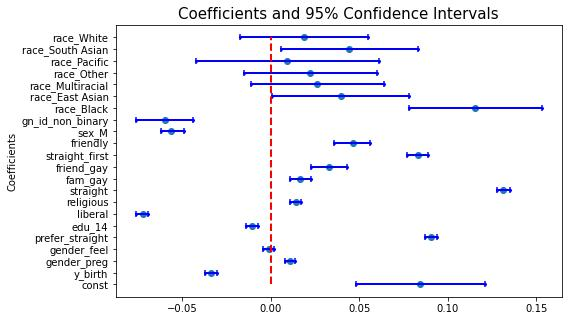 Coefficients and 95% Confidence Intervals
race_White
race_South Asian
race_Pacific
race_Other
race_Multiracial
race_East Asian
race_Black
gn_id_non_binary
sex_M
friendly
straight_first
friend_gay
fam_gay
straight
religious
liberal
edu_14
prefer_straight
gender_feel
gender_preg
y_birth
const
Coefficients
−0.05 0.00 0.05 0.10 0.15